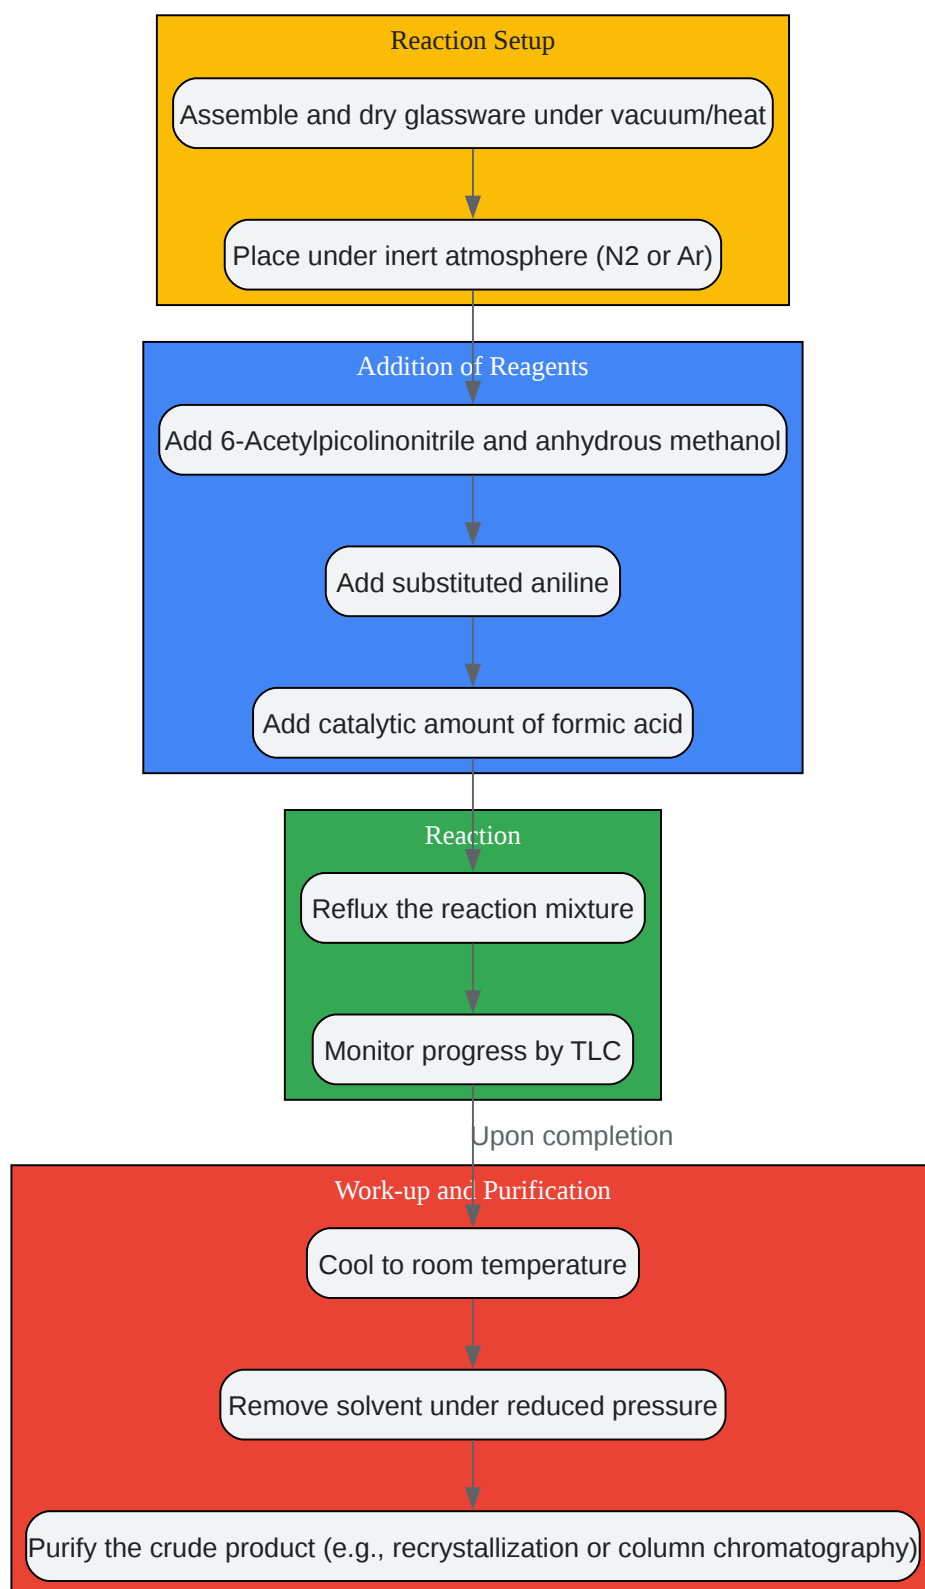 Reaction Setup
Assemble and dry glassware under vacuum/heat
Place under inert atmosphere (N2 or Ar)
Addition of Reagents
Add 6-Acetylpicolinonitrile and anhydrous methanol
Add substituted aniline
Add catalytic amount of formic acid
Reaction
Reflux the reaction mixture
Monitor progress by TLC
Upon completion
Work-up and Purification
Cool to room temperature
Remove solvent under reduced pressure
Purify the crude product (e.g., recrystallization or column chromatography)